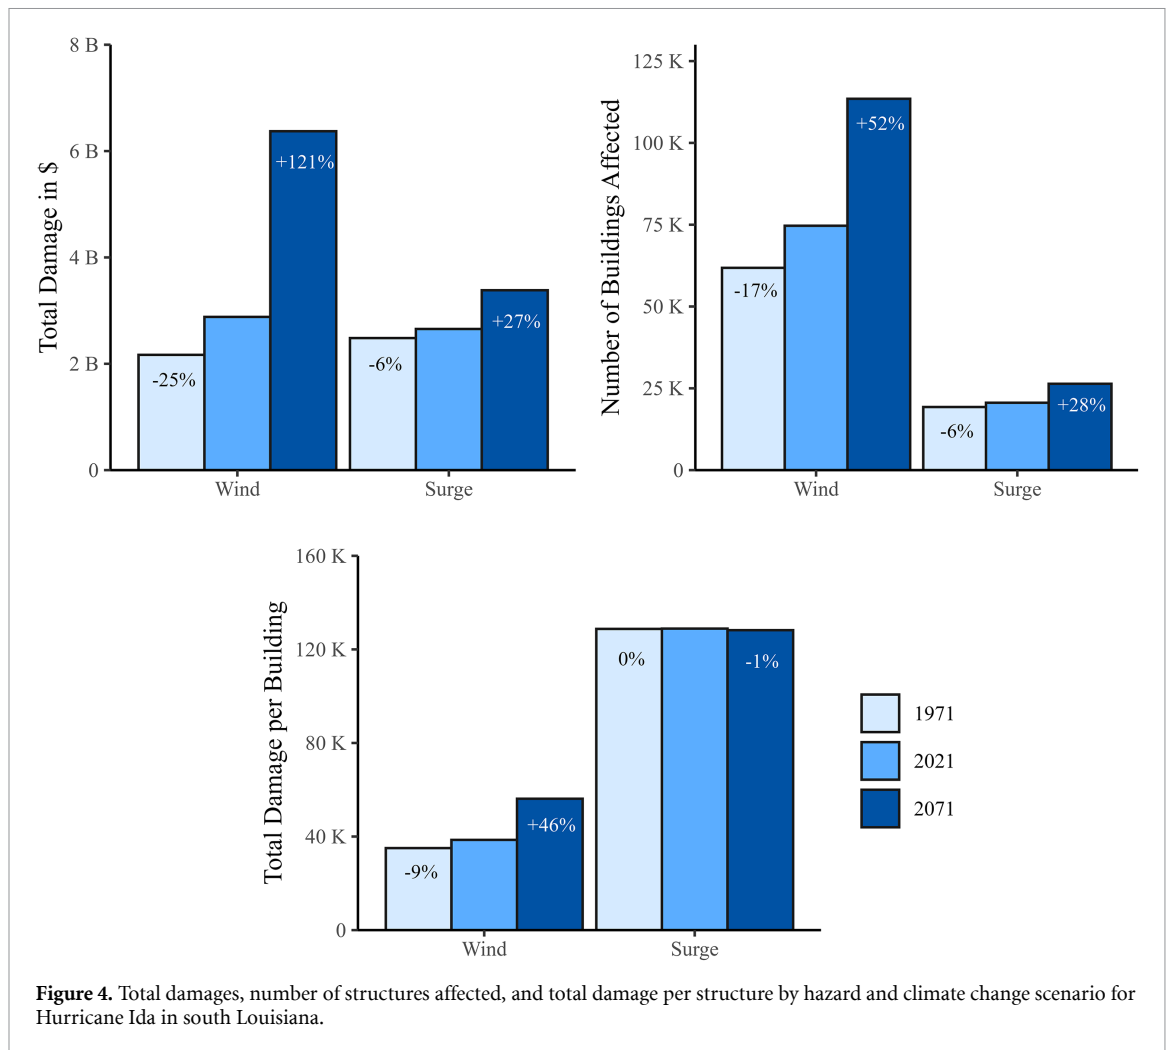 Total Damage in $
8 B
6 B
4 B
2 B
0
-25%
+121%
-6%
+27%
Wind
Surge
Number of Buildings Affected
125 K
100 K
75 K
50 K
25 K
0
-17%
+52%
-6%
+28%
Wind
Surge
Total Damage per Building
160 K
120 K
80 K
40 K
0
-9%
+46%
0%
-1%
Wind
Surge
1971
2021
2071
Figure 4. Total damages, number of structures affected, and total damage per structure by hazard and climate change scenario for
Hurricane Ida in south Louisiana.